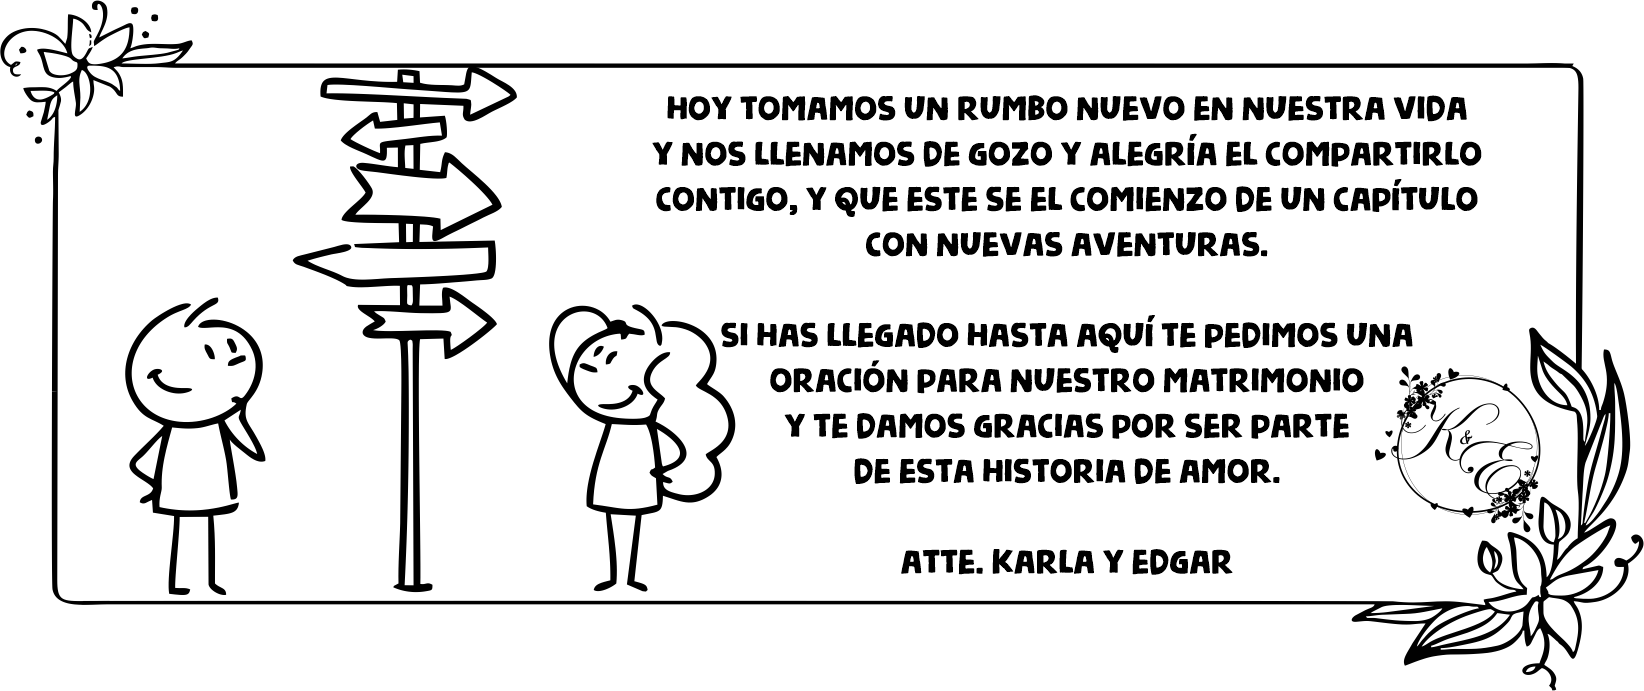 HOY TOMAMOS UN RUMBO NUEVO EN NUESTRA VIDA
Y NOS LLENAMOS DE GOZO Y ALEGRÍA EL COMPARTIRLO
CONTIGO, Y QUE ESTE SE EL COMIENZO DE UN CAPÍTULO
CON NUEVAS AVENTURAS.
SI HAS LLEGADO HASTA AQUÍ TE PEDIMOS UNA
ORACIÓN PARA NUESTRO MATRIMONIO
Y TE DAMOS GRACIAS POR SER PARTE
DE ESTA HISTORIA DE AMOR.
K & E
ATTE. KARLA Y EDGAR